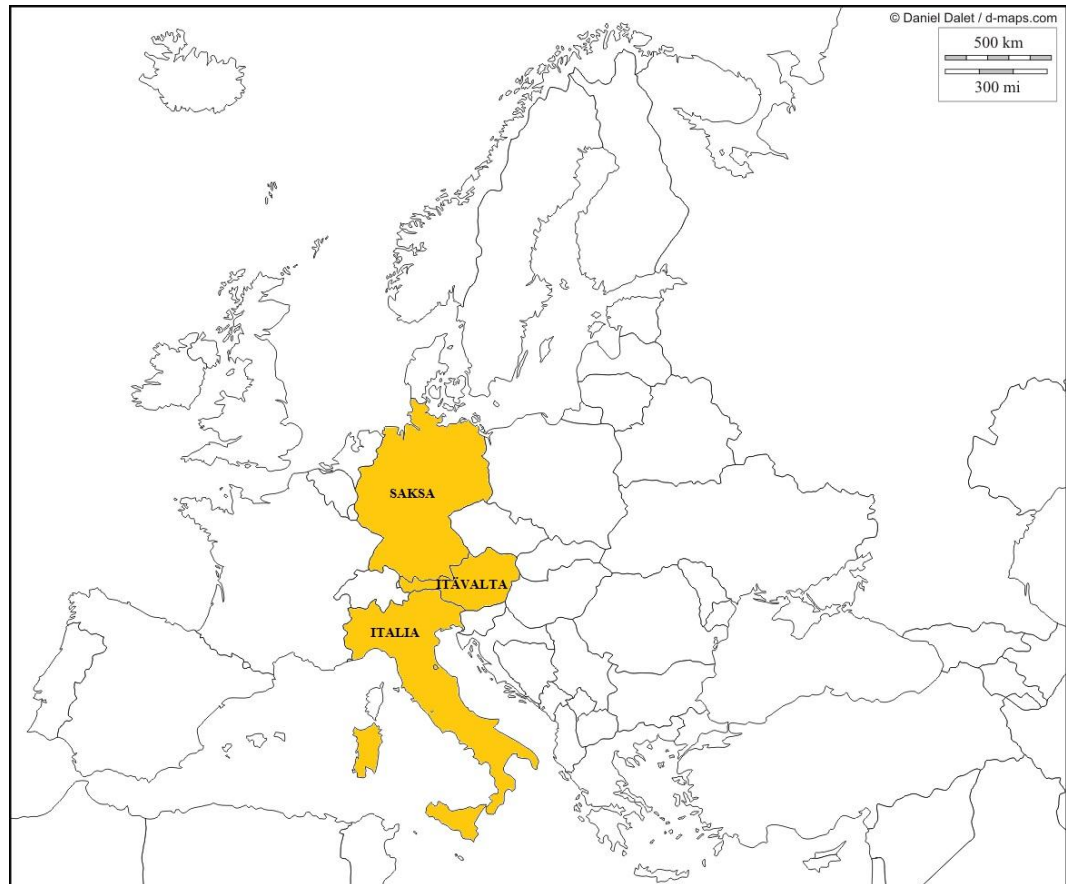 © Daniel Dalet / d-maps.com
500 km
300 mi
SAKSA
ITÄVALTA
ITALIA